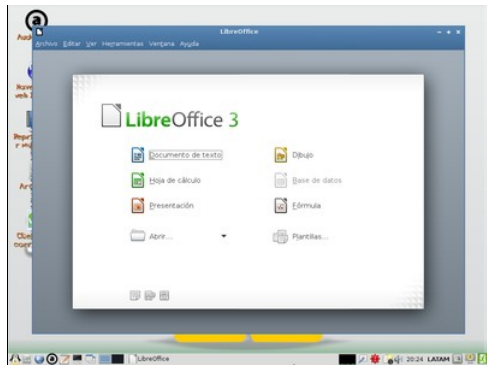 LibreOffice
Archivo Editar Ver Herramientas Ventana Ayuda
LibreOffice 3
Documento de texto
Dibujo
Hoja de cálculo
Base de datos
Presentación
Fórmula
Abrir...
Plantillas...
LibreOffice
20:24 LATAM